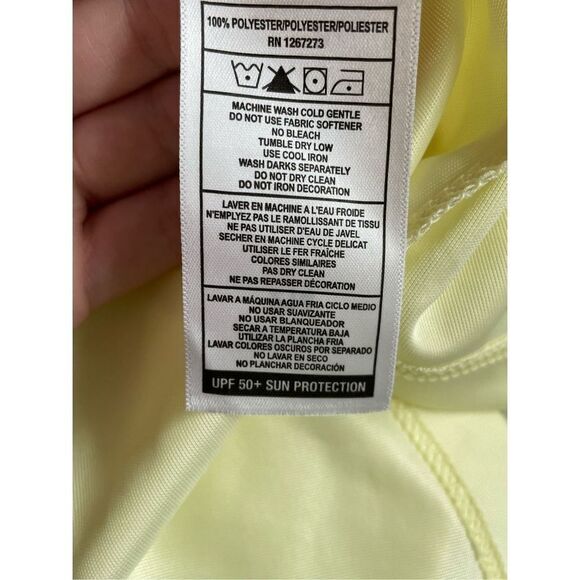 100% POLYESTER/POLYESTER/POLIESTER
RN 1267273
MACHINE WASH COLD GENTLE
DO NOT USE FABRIC SOFTENER
NO BLEACH
TUMBLE DRY LOW
USE COOL IRON
WASH DARKS SEPARATELY
DO NOT DRY CLEAN
DO NOT IRON DECORATION
LAVER EN MACHINE A L'EAU FROIDE
N'EMPLYEZ PAS LE RAMOLLISSANT DE TISSU
NE PAS UTILISER D'EAU DE JAVEL
SECHER EN MACHINE CYCLE DELICAT
UTILISER LE FER FRAÎCHE
COLORES SIMILAIRES
PAS DRY CLEAN
NE PAS REPASSER DÉCORATION
LAVAR A MÁQUINA AGUA FRIA CICLO MEDIO
NO USAR SUAVIZANTE
NO USAR BLANQUEADOR
SECAR A TEMPERATURA BAJA
UTILIZAR LA PLANCHA FRIA
LAVAR COLORES OSCUROS POR SEPARADO
NO LAVAR EN SECO
NO PLANCHAR DECORACIÓN
UPF 50+ SUN PROTECTION